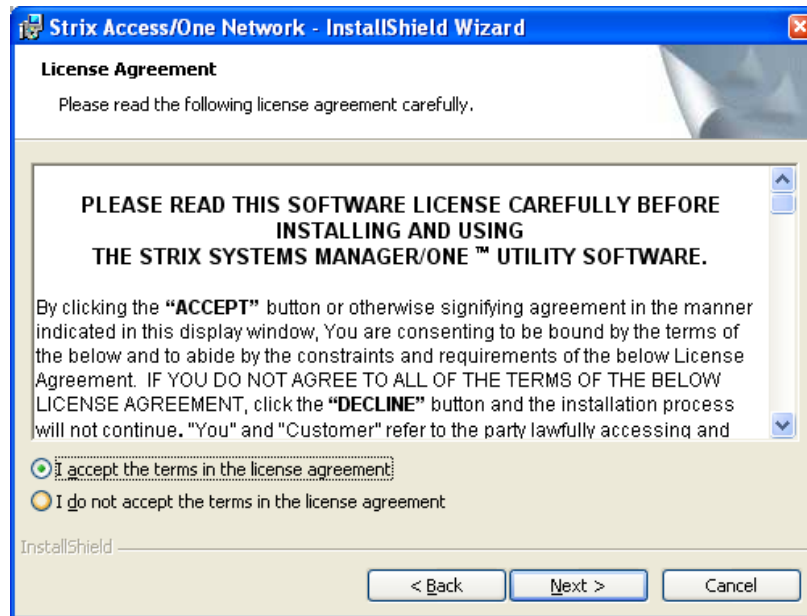 Strix Access/One Network - InstallShield Wizard
License Agreement
Please read the following license agreement carefully.
PLEASE READ THIS SOFTWARE LICENSE CAREFULLY BEFORE
INSTALLING AND USING
THE STRIX SYSTEMS MANAGER/ONE ™ UTILITY SOFTWARE.
By clicking the “ACCEPT” button or otherwise signifying agreement in the manner
indicated in this display window, You are consenting to be bound by the terms of
the below and to abide by the constraints and requirements of the below License
Agreement.  IF YOU DO NOT AGREE TO ALL OF THE TERMS OF THE BELOW
LICENSE AGREEMENT, click the “DECLINE” button and the installation process
will not continue. "You" and "Customer" refer to the party lawfully accessing and
I accept the terms in the license agreement
I do not accept the terms in the license agreement
InstallShield
< Back
Next >
Cancel